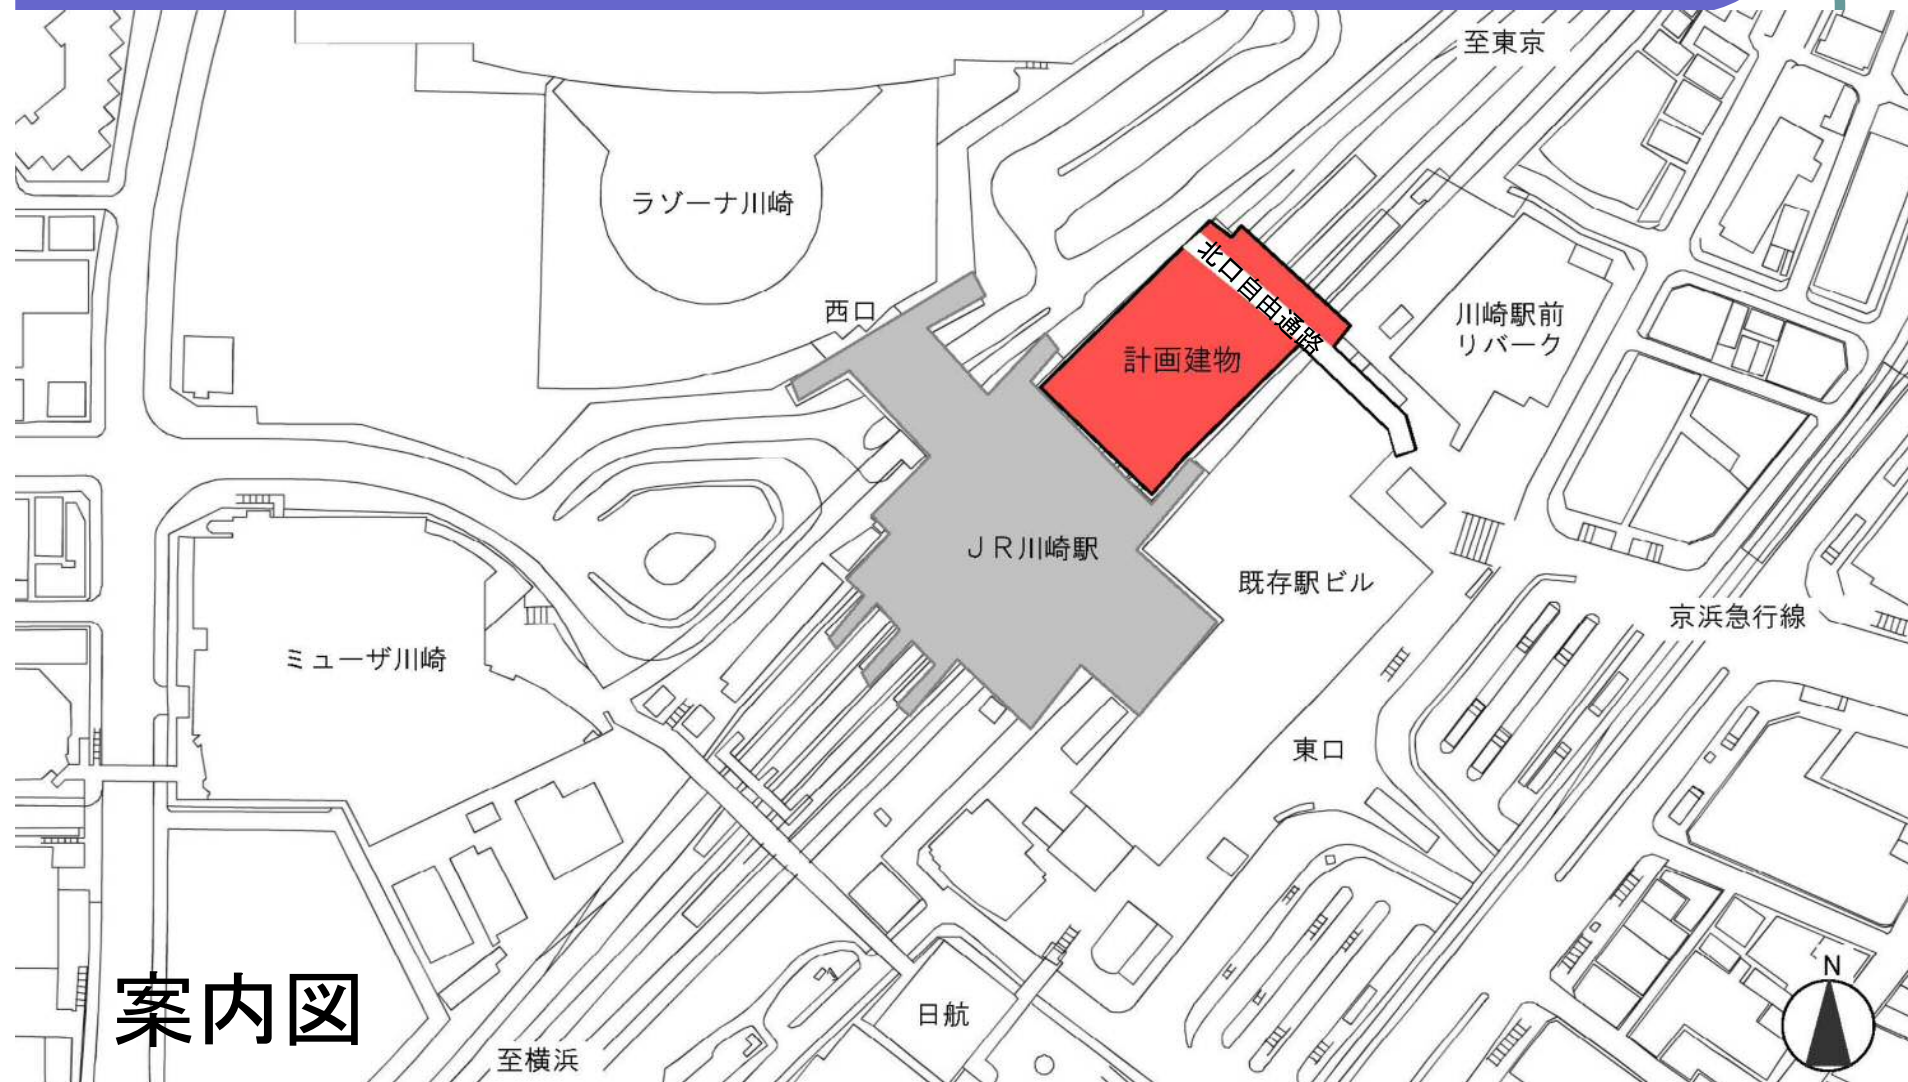 至東京
ラゾーナ川崎
西口
北口自由通路
川崎駅前
リバーク
計画建物
ＪＲ川崎駅
既存駅ビル
京浜急行線
ミューザ川崎
東口
N
案内図
日航
至横浜